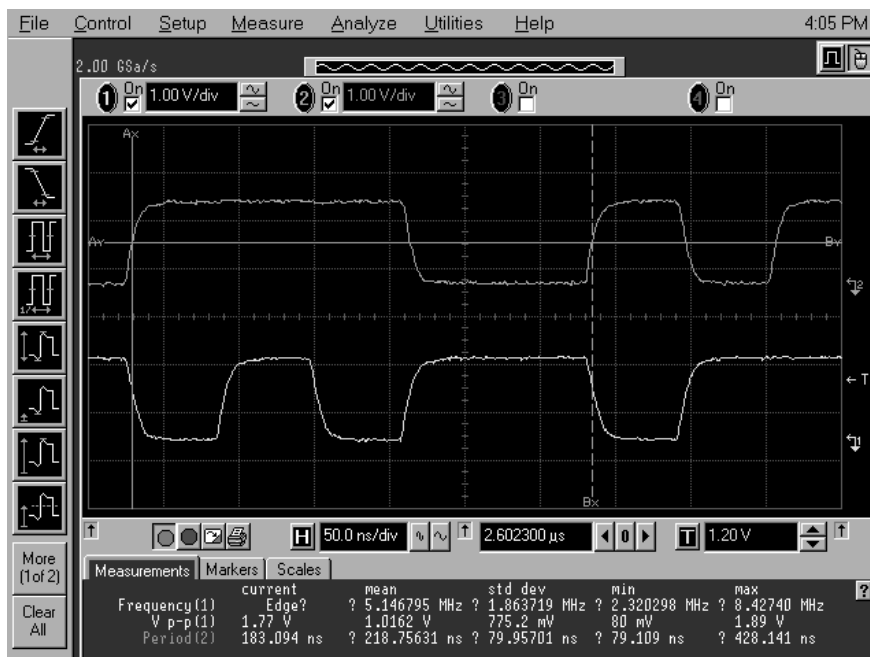 File Control Setup Measure Analyze Utilities Help 4:05 PM
2.00 GSa/s
1 On 1.00 V/div 2 On 1.00 V/div 3 On 4 On
Ax
Ay By
2
T
1
Bx
H 50.0 ns/div 2.602300 µs 0 T 1.20 V
1/
More
(1 of 2)
Clear
All
Measurements Markers Scales
current mean std dev min max
Frequency(1) Edge? ? 5.146795 MHz ? 1.863719 MHz ? 2.320298 MHz ? 8.42740 MHz
V p-p(1) 1.77 V 1.0162 V 775.2 mV 80 mV 1.89 V
Period(2) 183.094 ns ? 218.75631 ns ? 79.95701 ns ? 79.109 ns ? 428.141 ns
?